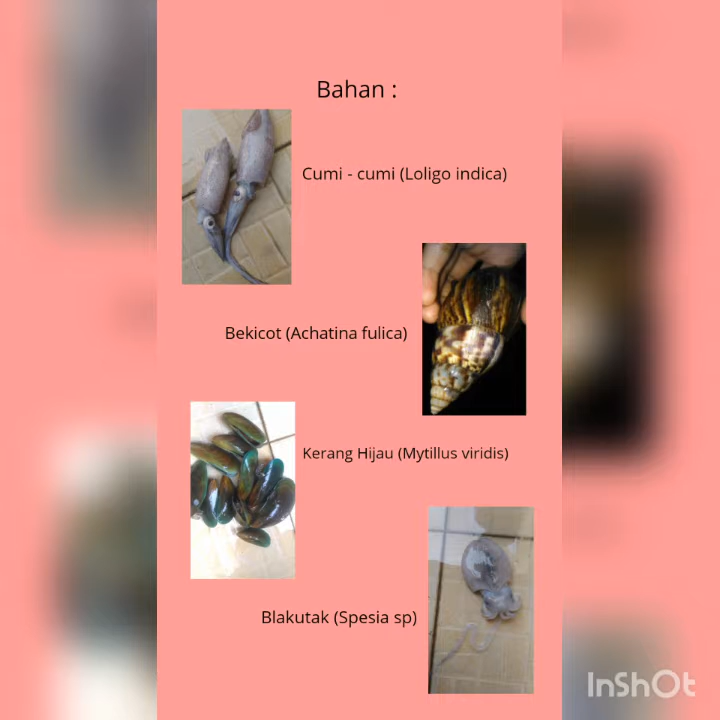 Bahan :
Cumi - cumi (Loligo indica)
Bekicot (Achatina fulica)
Kerang Hijau (Mytillus viridis)
Blakutak (Spesia sp)
InShOt